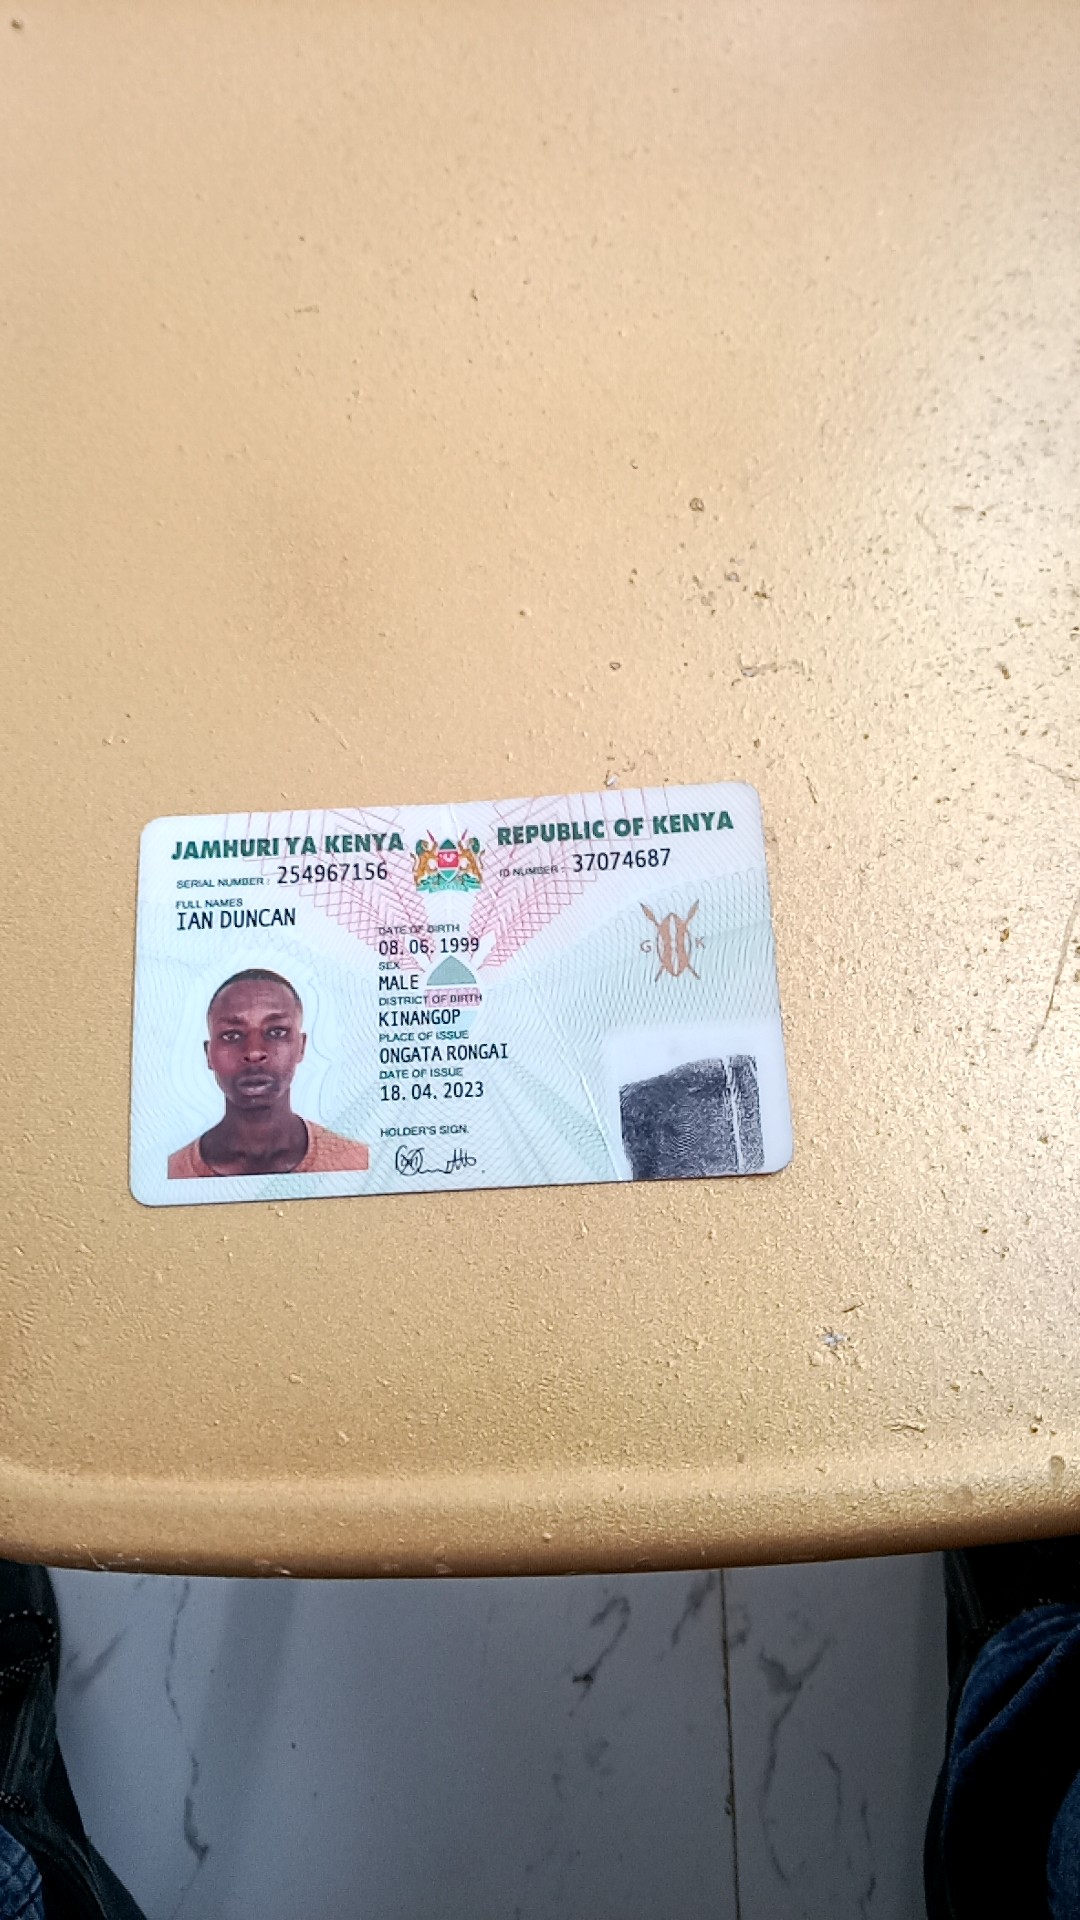 JAMHURI YA KENYA REPUBLIC OF KENYA
SERIAL NUMBER: 254967156 ID NUMBER: 37074687
FULL NAMES
IAN DUNCAN
DATE OF BIRTH
08. 06. 1999
SEX
MALE
DISTRICT OF BIRTH
KINANGOP
PLACE OF ISSUE
ONGATA RONGAI
DATE OF ISSUE
18. 04. 2023
HOLDER'S SIGN.
G K